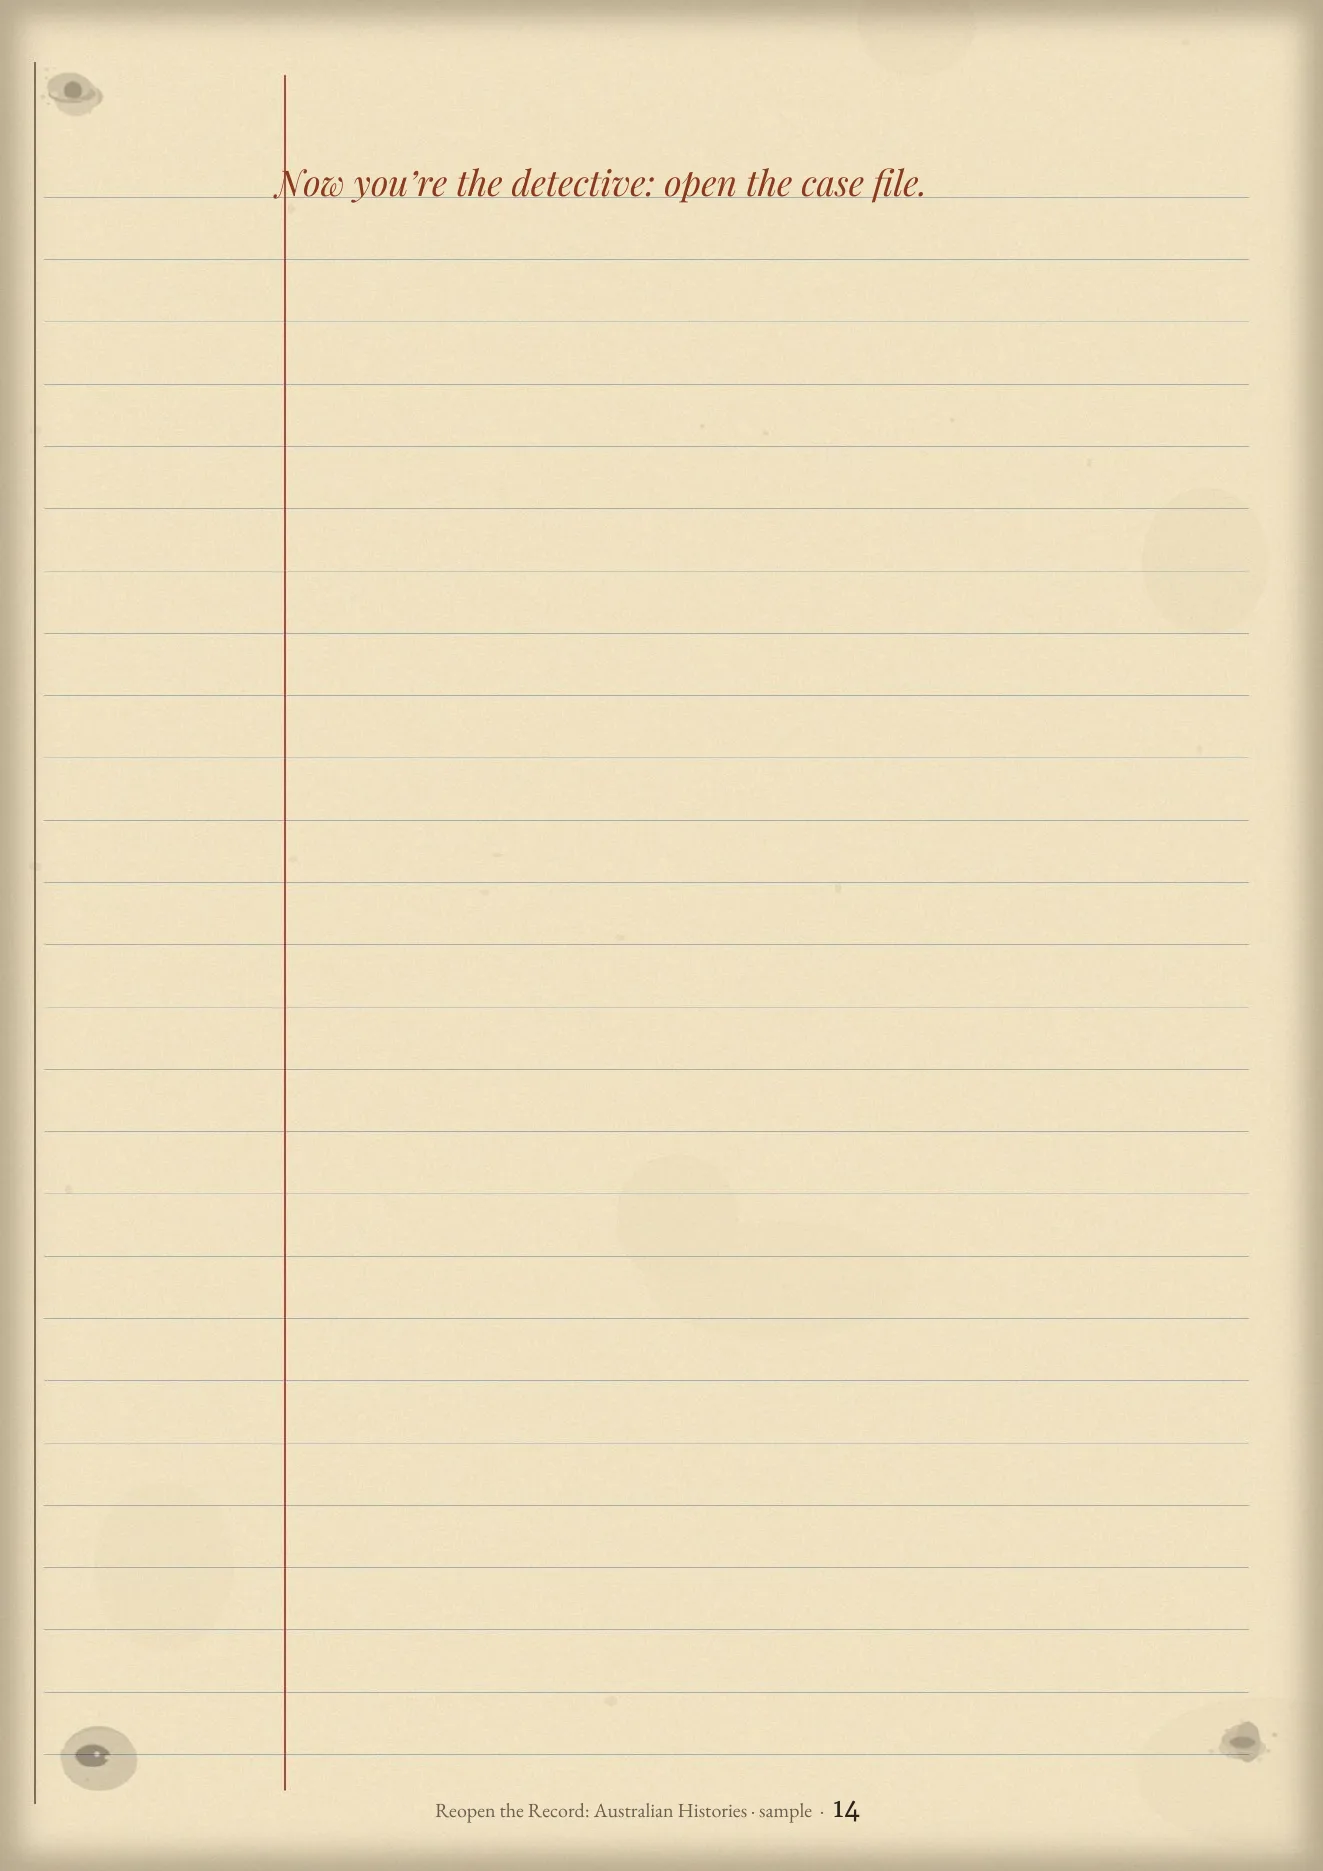 Now you’re the detective: open the case file.
Reopen the Record: Australian Histories · sample · 14